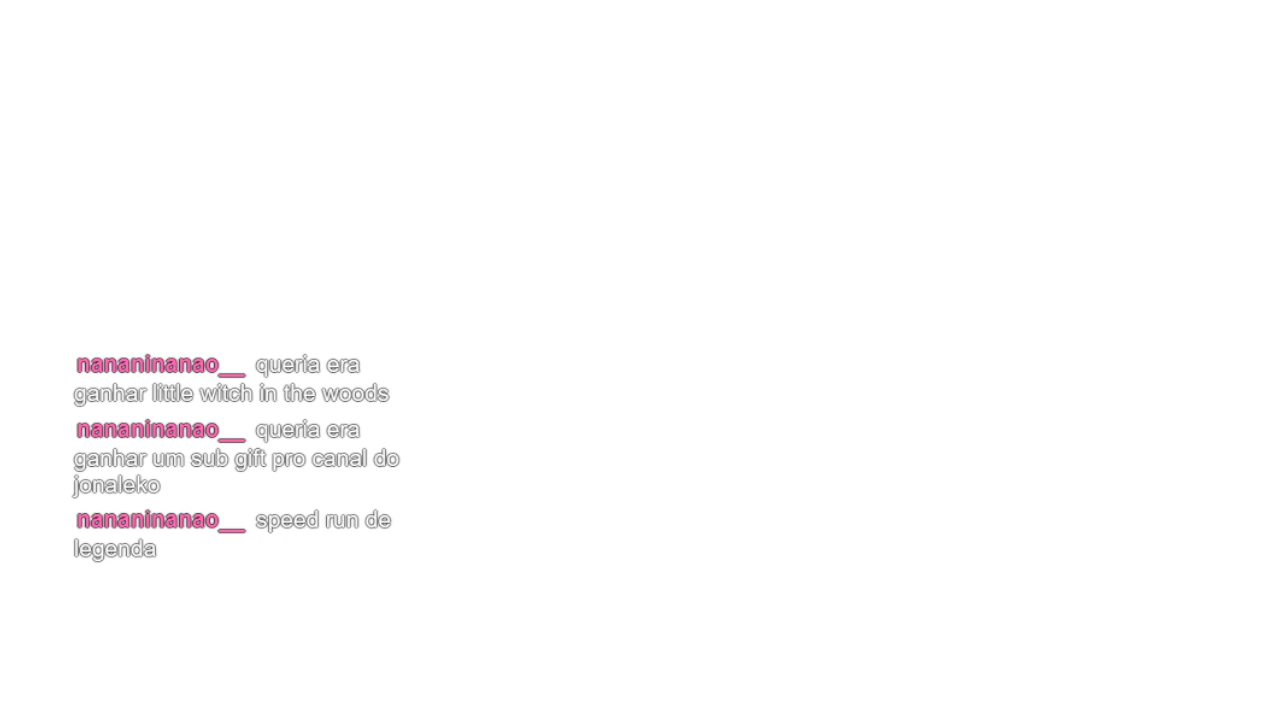 nananinanao__ queria era
ganhar little witch in the woods
nananinanao__ queria era
ganhar um sub gift pro canal do
jonaleko
nananinanao__ speed run de
legenda